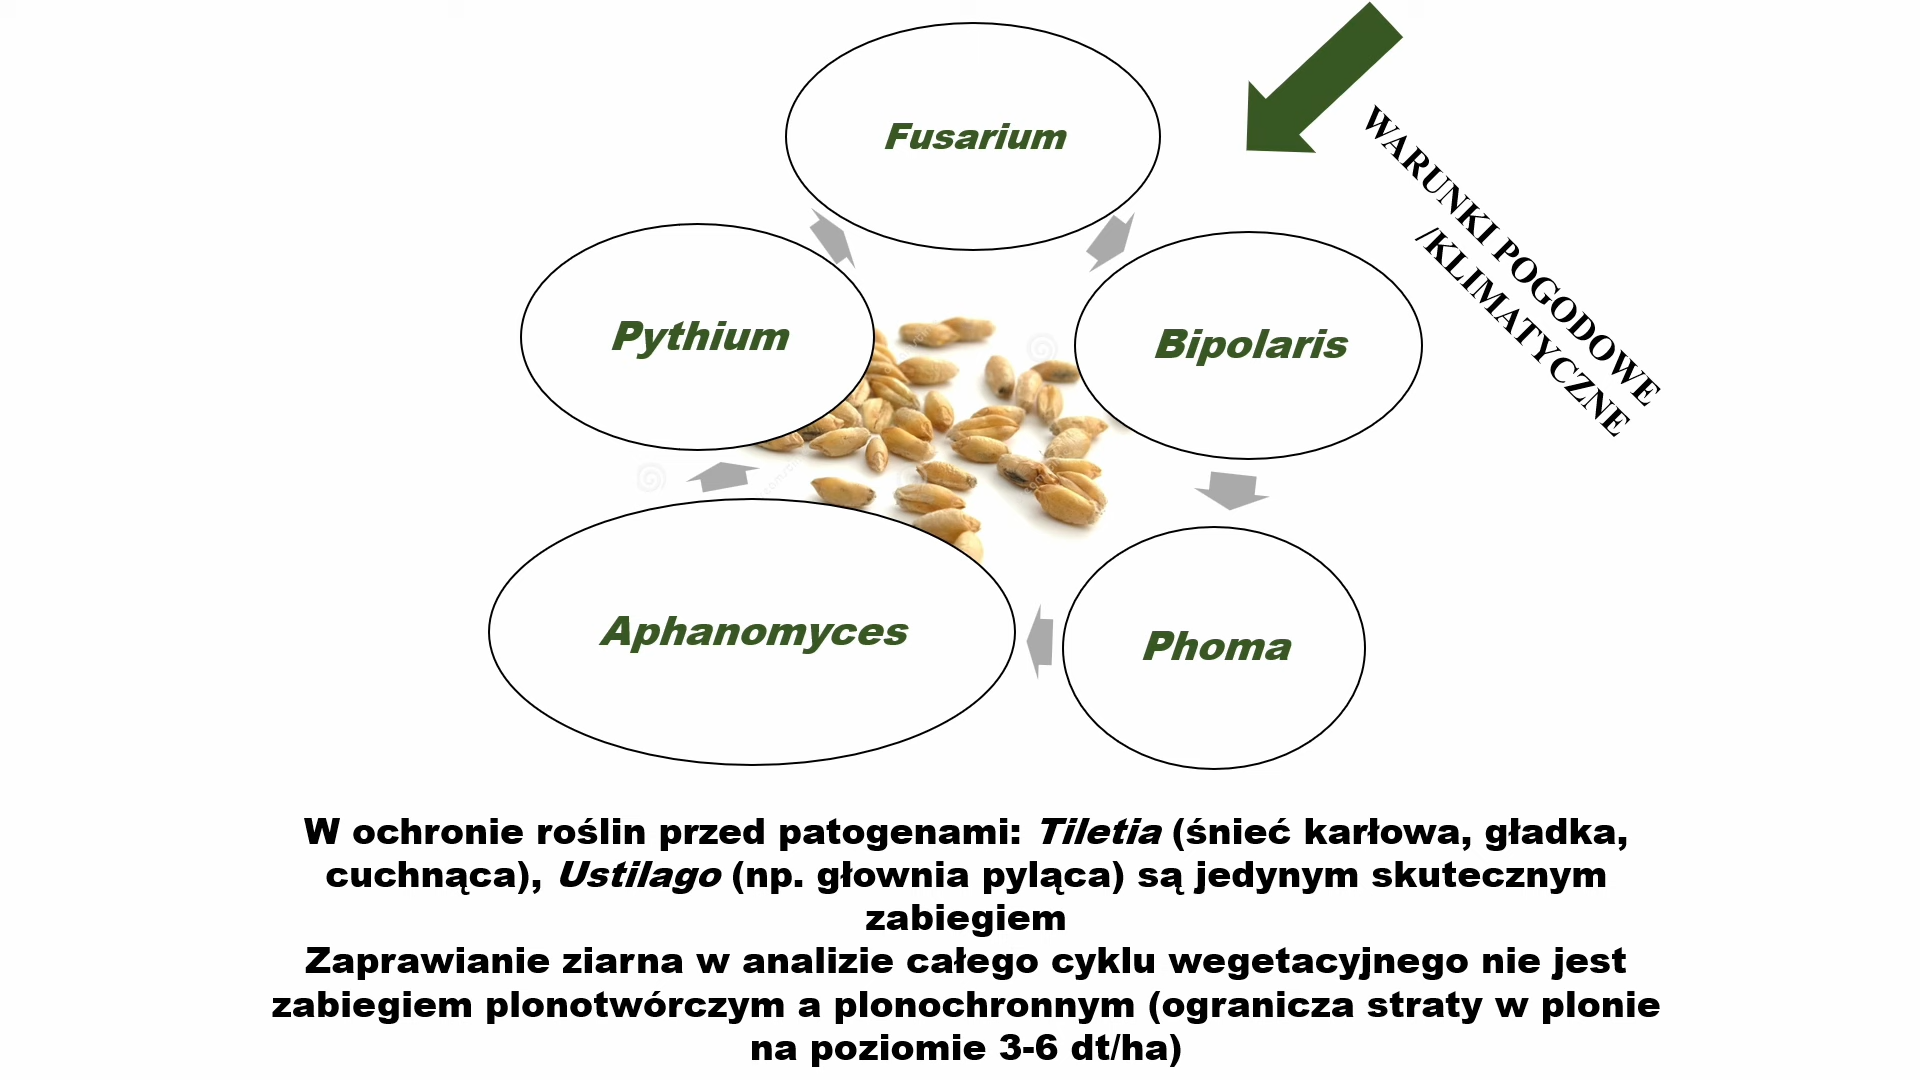 Fusarium
WARUNKI POGODOWE
/KLIMATYCZNE
Pythium
Bipolaris
Aphanomyces
Phoma
W ochronie roślin przed patogenami: Tiletia (śnieć karłowa, gładka,
cuchnąca), Ustilago (np. głownia pyląca) są jedynym skutecznym
zabiegiem
Zaprawianie ziarna w analizie całego cyklu wegetacyjnego nie jest
zabiegiem plonotwórczym a plonochronnym (ogranicza straty w plonie
na poziomie 3-6 dt/ha)